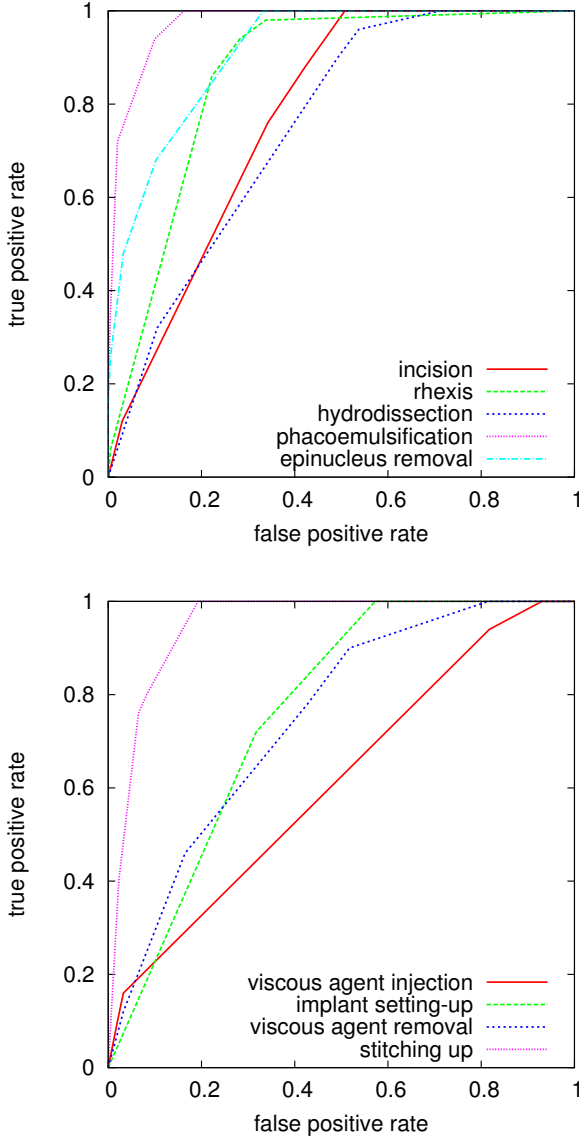 1
0.8
0.6
0.4
0.2
0
true positive rate
incision
rhexis
hydrodissection
phacoemulsification
epinucleus removal
0 0.2 0.4 0.6 0.8 1
false positive rate
1
0.8
0.6
0.4
0.2
0
true positive rate
viscous agent injection
implant setting-up
viscous agent removal
stitching up
0 0.2 0.4 0.6 0.8 1
false positive rate